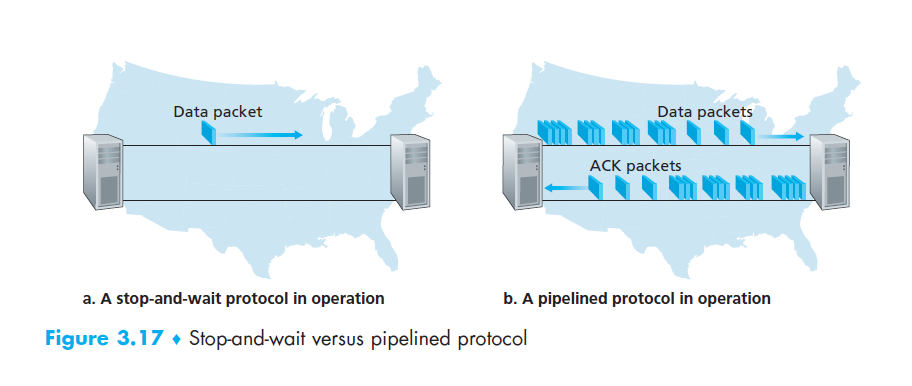 Data packet
Data packets
ACK packets
a. A stop-and-wait protocol in operation
b. A pipelined protocol in operation
Figure 3.17 ♦ Stop-and-wait versus pipelined protocol